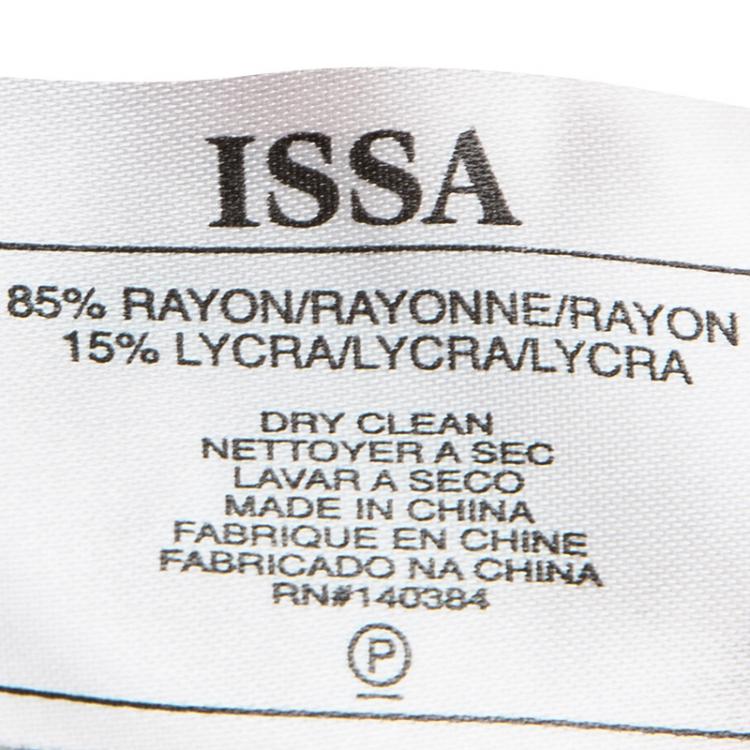 ISSA
85% RAYON/RAYONNE/RAYON
15% LYCRA/LYCRA/LYCRA
DRY CLEAN
NETTOYER A SEC
LAVAR A SECO
MADE IN CHINA
FABRIQUE EN CHINE
FABRICADO NA CHINA
RN#140384
P